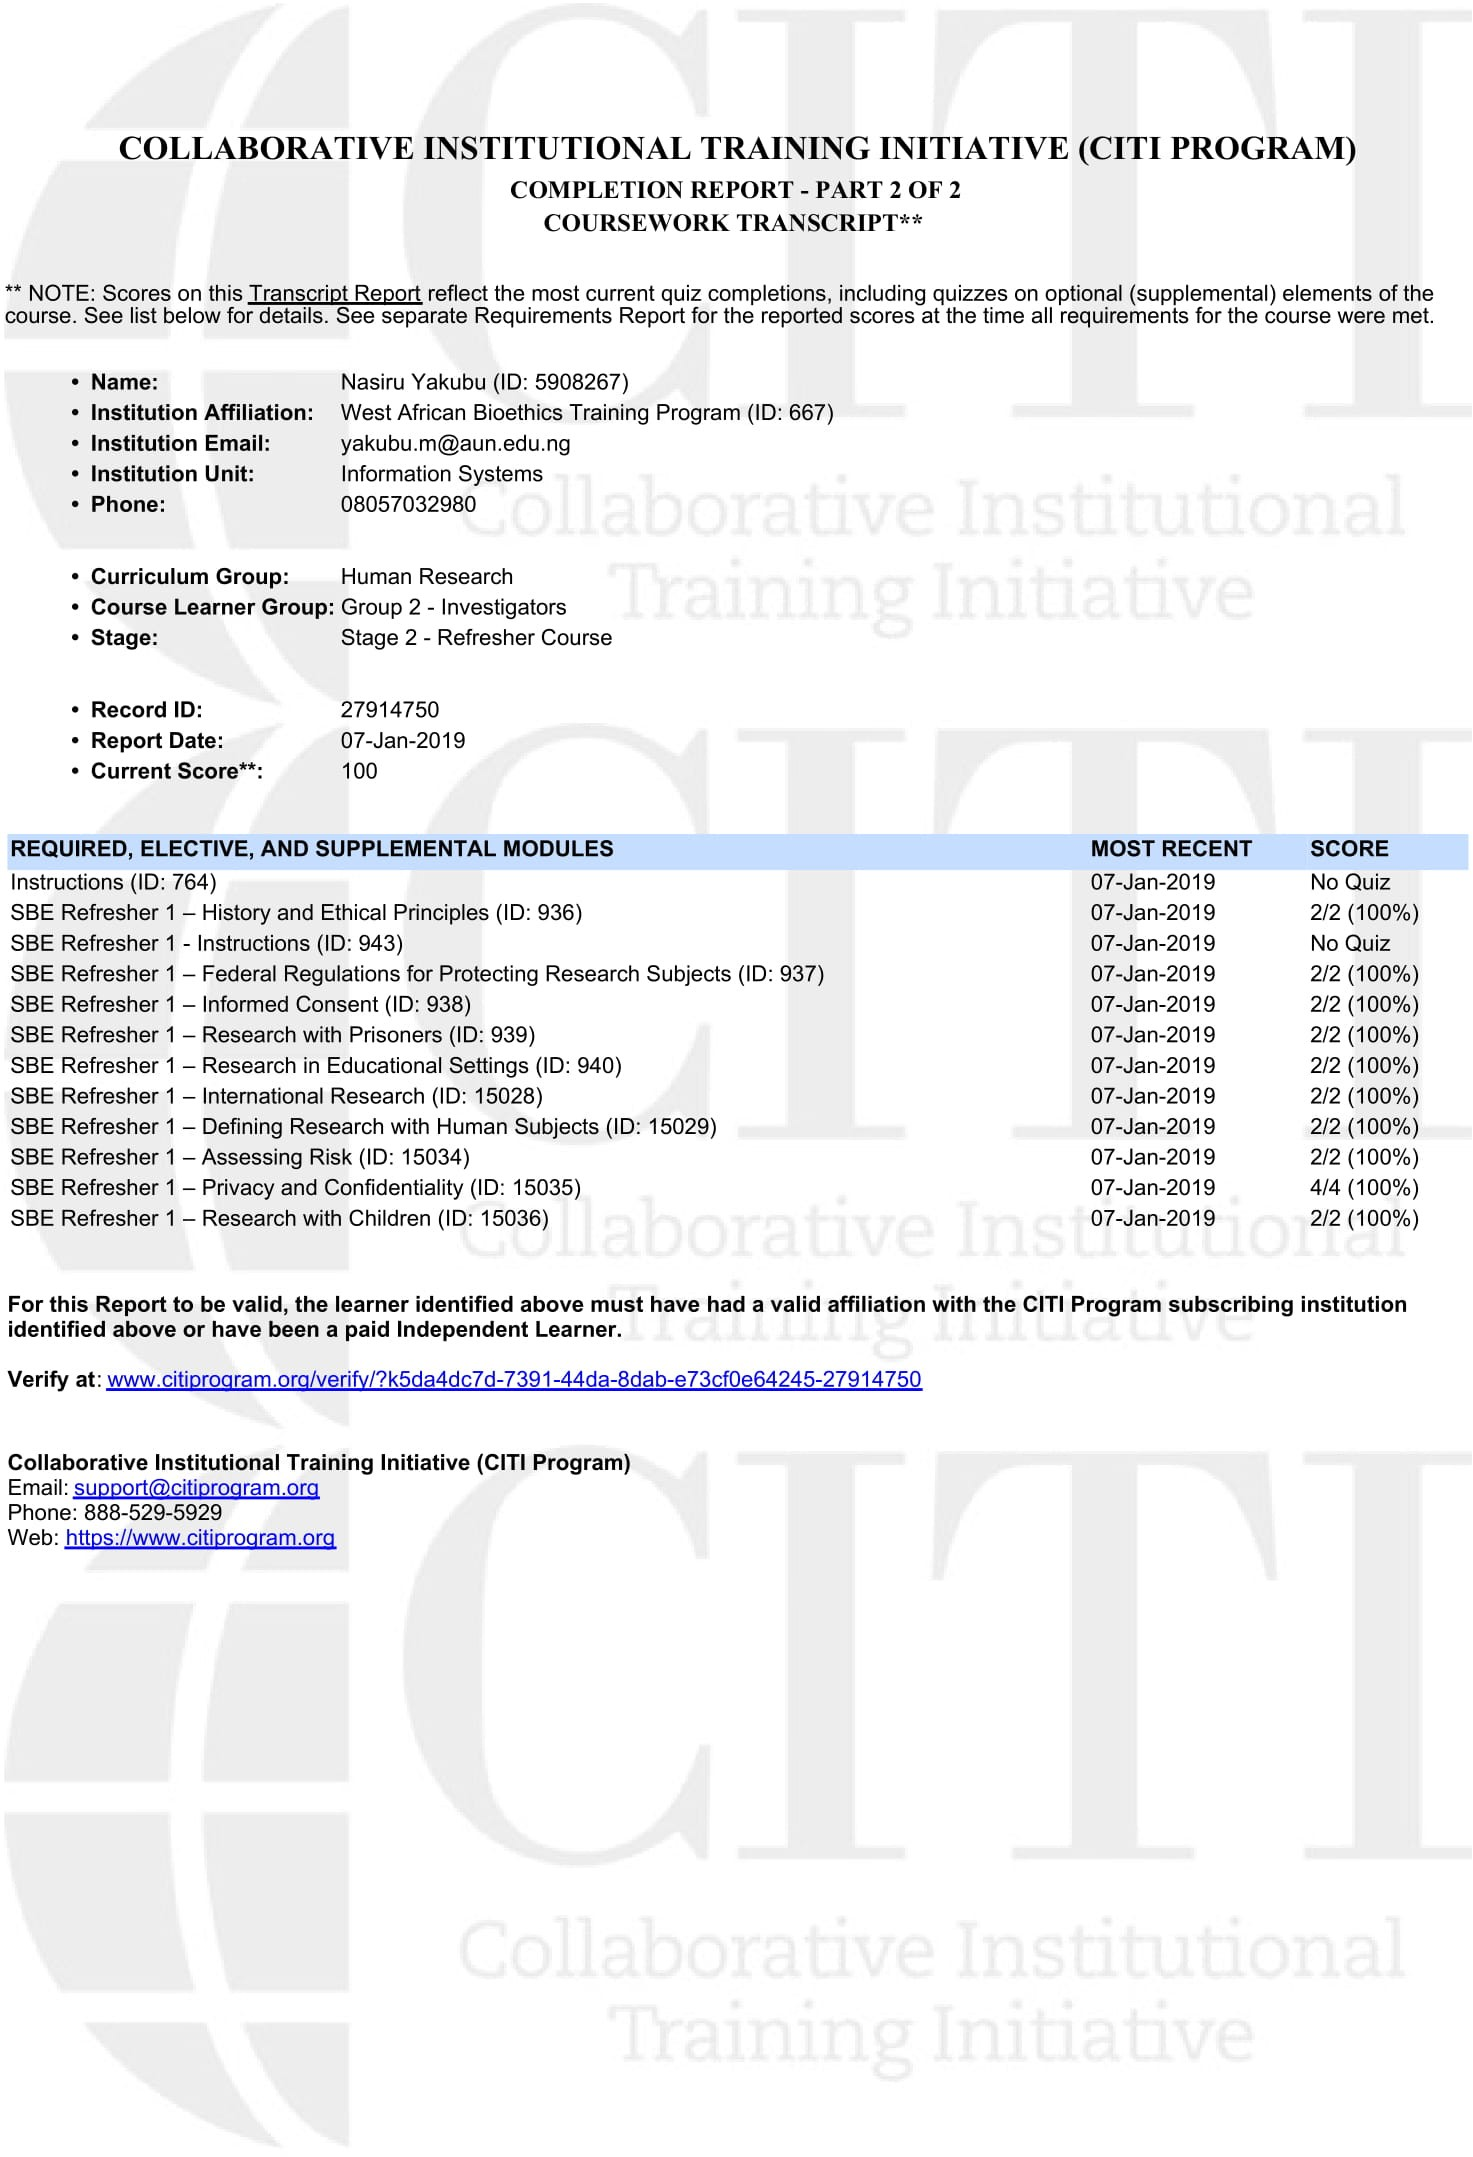 COLLABORATIVE INSTITUTIONAL TRAINING INITIATIVE (CITI PROGRAM)
COMPLETION REPORT - PART 2 OF 2
COURSEWORK TRANSCRIPT**
** NOTE: Scores on this Transcript Report reflect the most current quiz completions, including quizzes on optional (supplemental) elements of the
course. See list below for details. See separate Requirements Report for the reported scores at the time all requirements for the course were met.
• Name: Nasiru Yakubu (ID: 5908267)
• Institution Affiliation: West African Bioethics Training Program (ID: 667)
• Institution Email: yakubu.m@aun.edu.ng
• Institution Unit: Information Systems
• Phone: 08057032980
• Curriculum Group: Human Research
• Course Learner Group: Group 2 - Investigators
• Stage: Stage 2 - Refresher Course
• Record ID: 27914750
• Report Date: 07-Jan-2019
• Current Score**: 100
REQUIRED, ELECTIVE, AND SUPPLEMENTAL MODULES MOST RECENT SCORE
Instructions (ID: 764) 07-Jan-2019 No Quiz
SBE Refresher 1 – History and Ethical Principles (ID: 936) 07-Jan-2019 2/2 (100%)
SBE Refresher 1 - Instructions (ID: 943) 07-Jan-2019 No Quiz
SBE Refresher 1 – Federal Regulations for Protecting Research Subjects (ID: 937) 07-Jan-2019 2/2 (100%)
SBE Refresher 1 – Informed Consent (ID: 938) 07-Jan-2019 2/2 (100%)
SBE Refresher 1 – Research with Prisoners (ID: 939) 07-Jan-2019 2/2 (100%)
SBE Refresher 1 – Research in Educational Settings (ID: 940) 07-Jan-2019 2/2 (100%)
SBE Refresher 1 – International Research (ID: 15028) 07-Jan-2019 2/2 (100%)
SBE Refresher 1 – Defining Research with Human Subjects (ID: 15029) 07-Jan-2019 2/2 (100%)
SBE Refresher 1 – Assessing Risk (ID: 15034) 07-Jan-2019 2/2 (100%)
SBE Refresher 1 – Privacy and Confidentiality (ID: 15035) 07-Jan-2019 4/4 (100%)
SBE Refresher 1 – Research with Children (ID: 15036) 07-Jan-2019 2/2 (100%)
For this Report to be valid, the learner identified above must have had a valid affiliation with the CITI Program subscribing institution
identified above or have been a paid Independent Learner.
Verify at: www.citiprogram.org/verify/?k5da4dc7d-7391-44da-8dab-e73cf0e64245-27914750
Collaborative Institutional Training Initiative (CITI Program)
Email: support@citiprogram.org
Phone: 888-529-5929
Web: https://www.citiprogram.org
CITI
Collaborative Institutional
Training Initiative
CITI
Collaborative Institutional
Training Initiative
CITI
Collaborative Institutional
Training Initiative